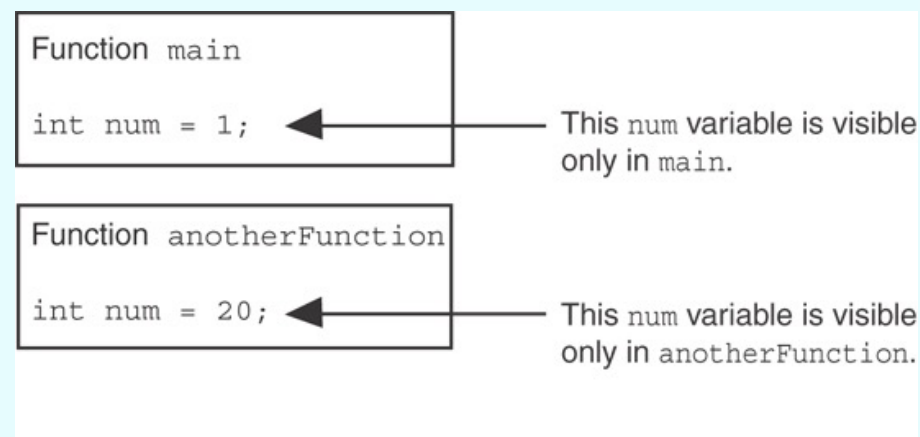 Function main
int num = 1;
This num variable is visible
only in main.
Function anotherFunction
int num = 20;
This num variable is visible
only in anotherFunction.